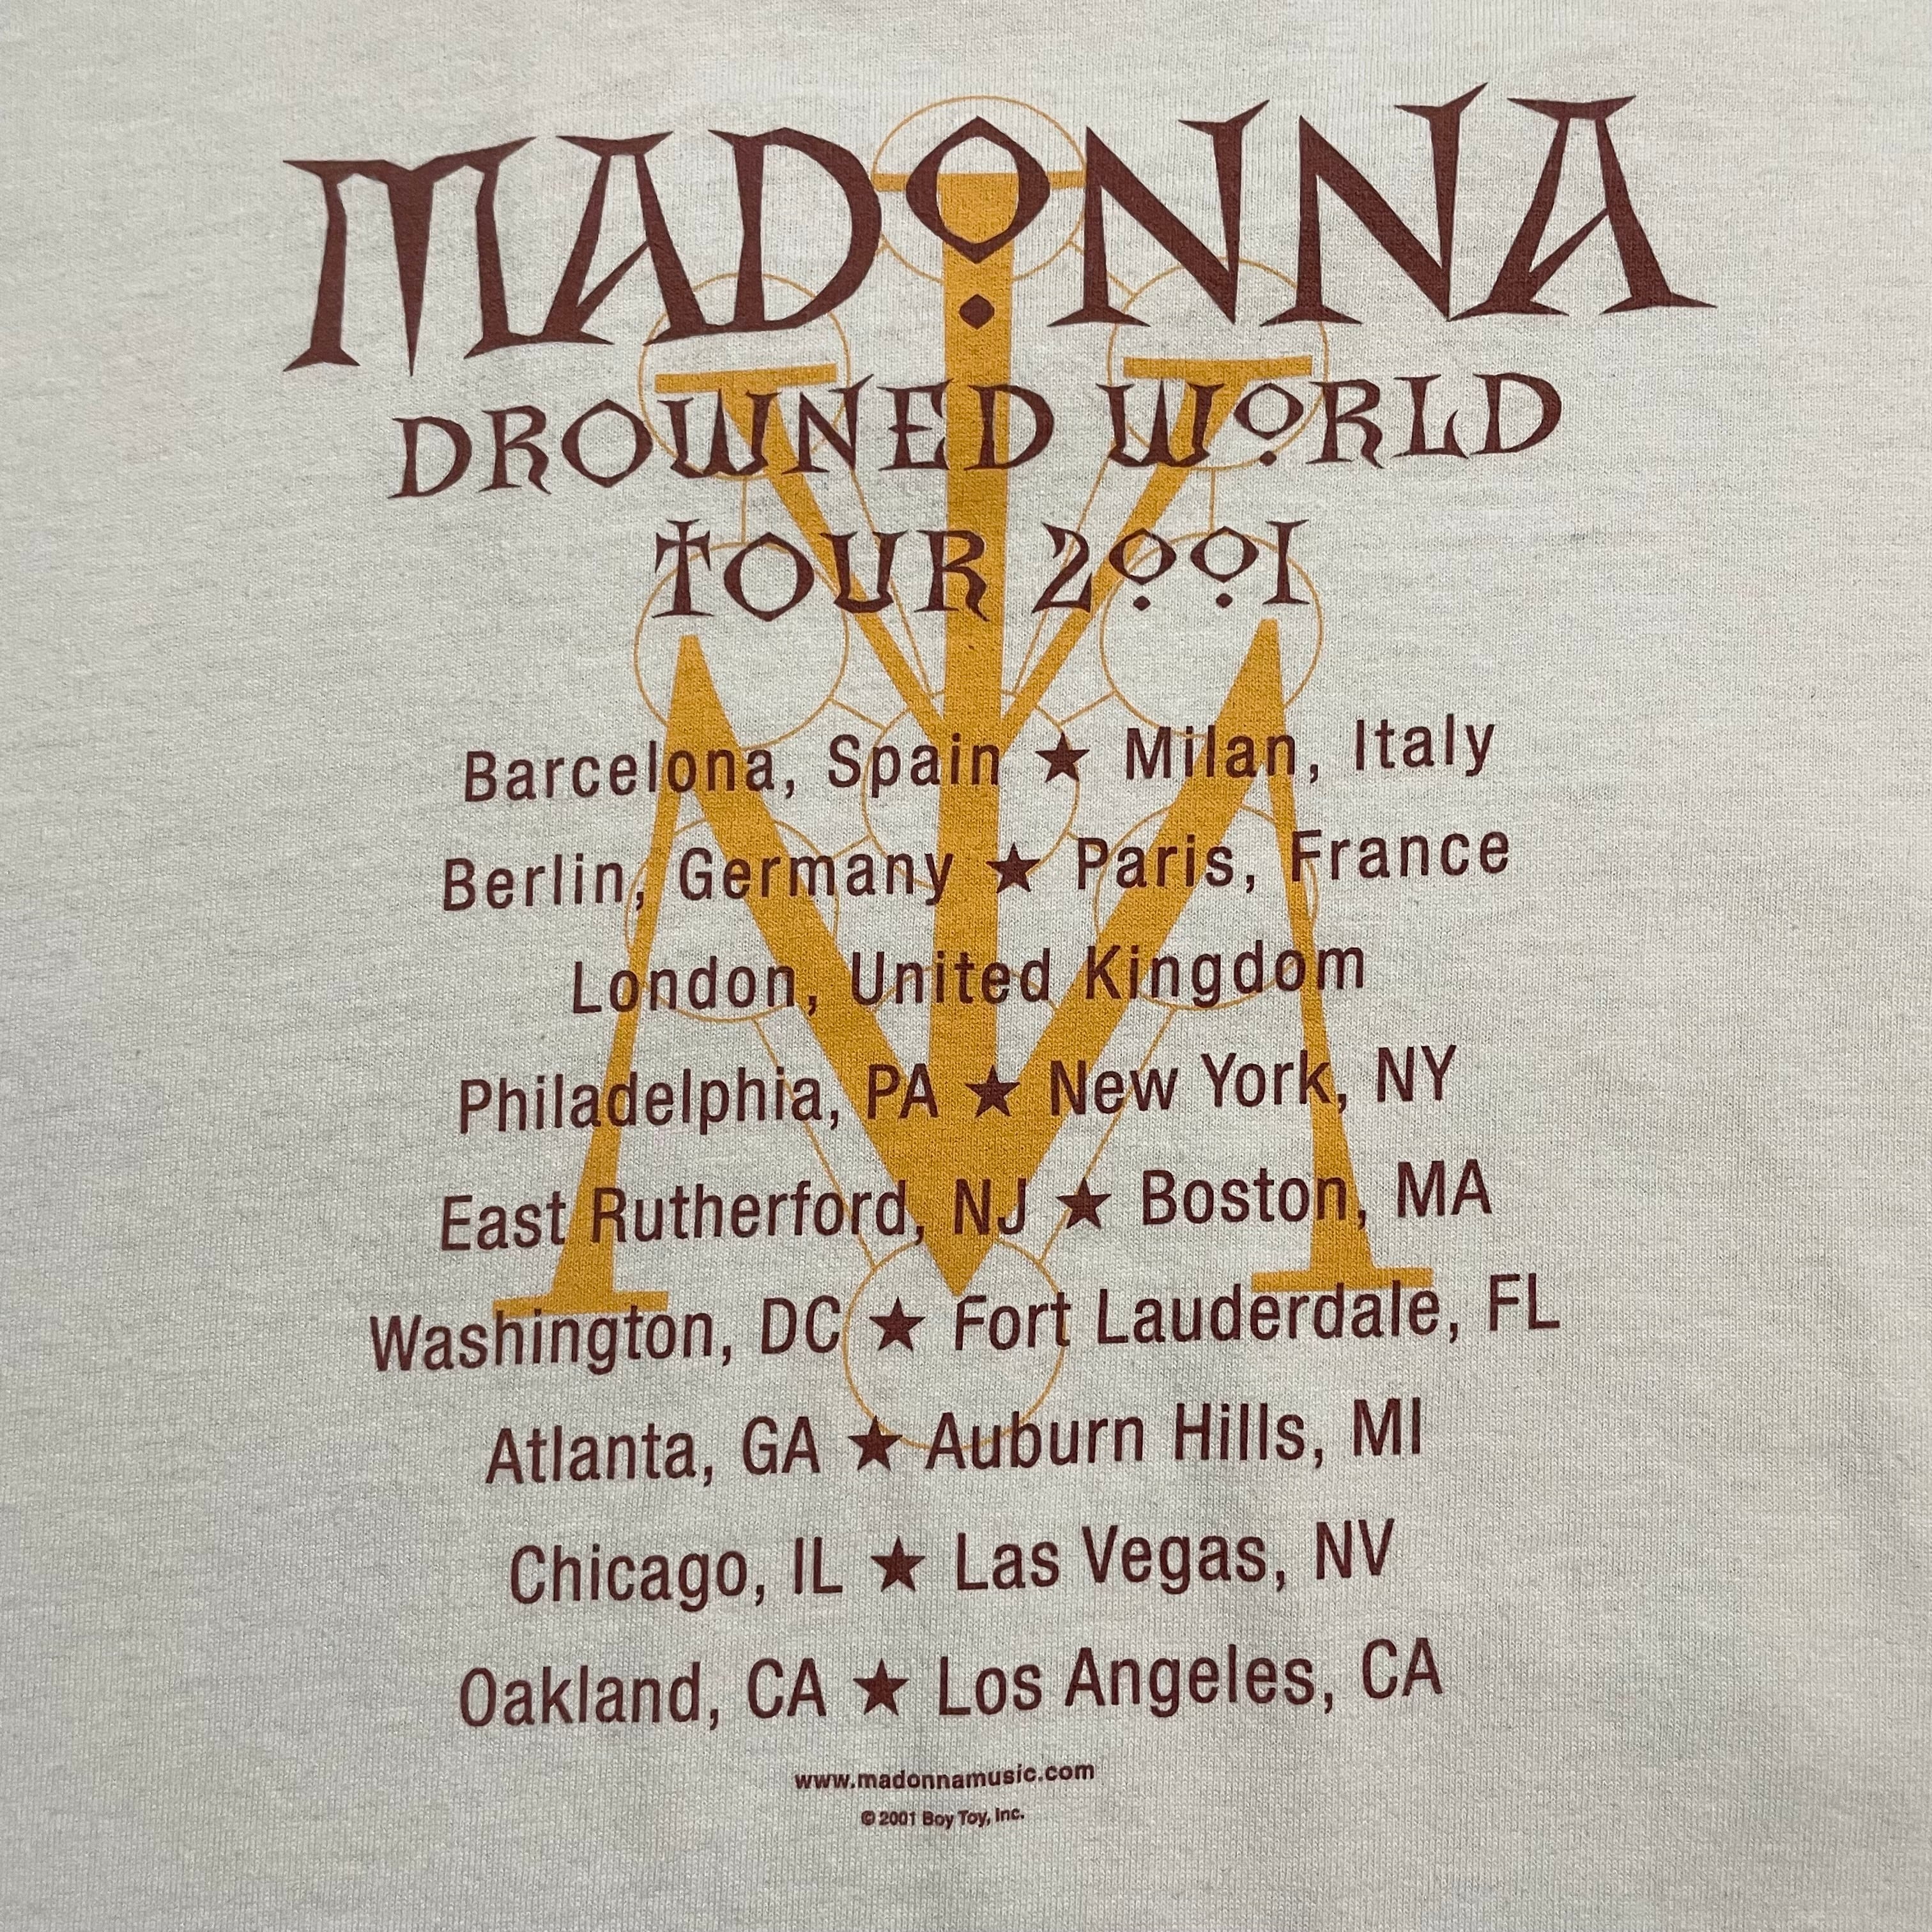 MADONNA
DROWNED WORLD
TOUR 2001
Barcelona, Spain ★ Milan, Italy
Berlin, Germany ★ Paris, France
London, United Kingdom
Philadelphia, PA ★ New York, NY
East Rutherford, NJ ★ Boston, MA
Washington, DC ★ Fort Lauderdale, FL
Atlanta, GA ★ Auburn Hills, MI
Chicago, IL ★ Las Vegas, NV
Oakland, CA ★ Los Angeles, CA
www.madonnamusic.com
© 2001 Boy Toy, Inc.